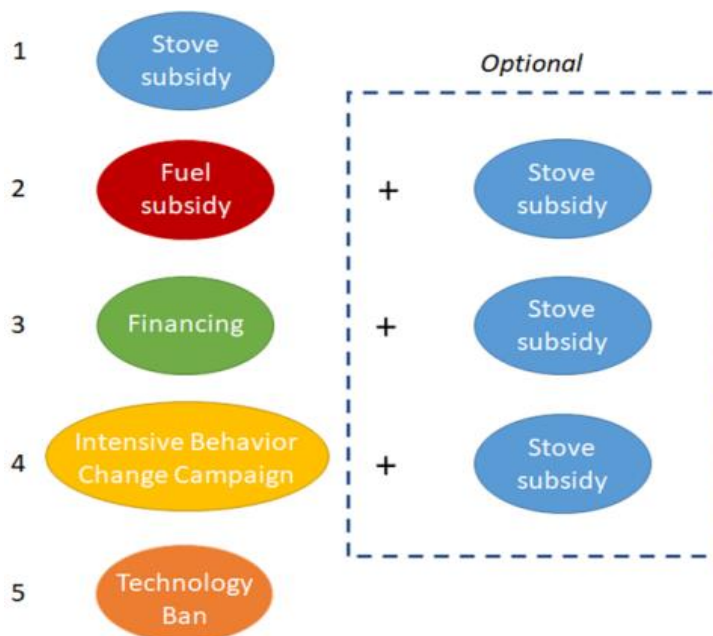 1
Stove
subsidy
Optional
2
Fuel
subsidy
+
Stove
subsidy
3
Financing
+
Stove
subsidy
4
Intensive Behavior
Change Campaign
+
Stove
subsidy
5
Technology
Ban